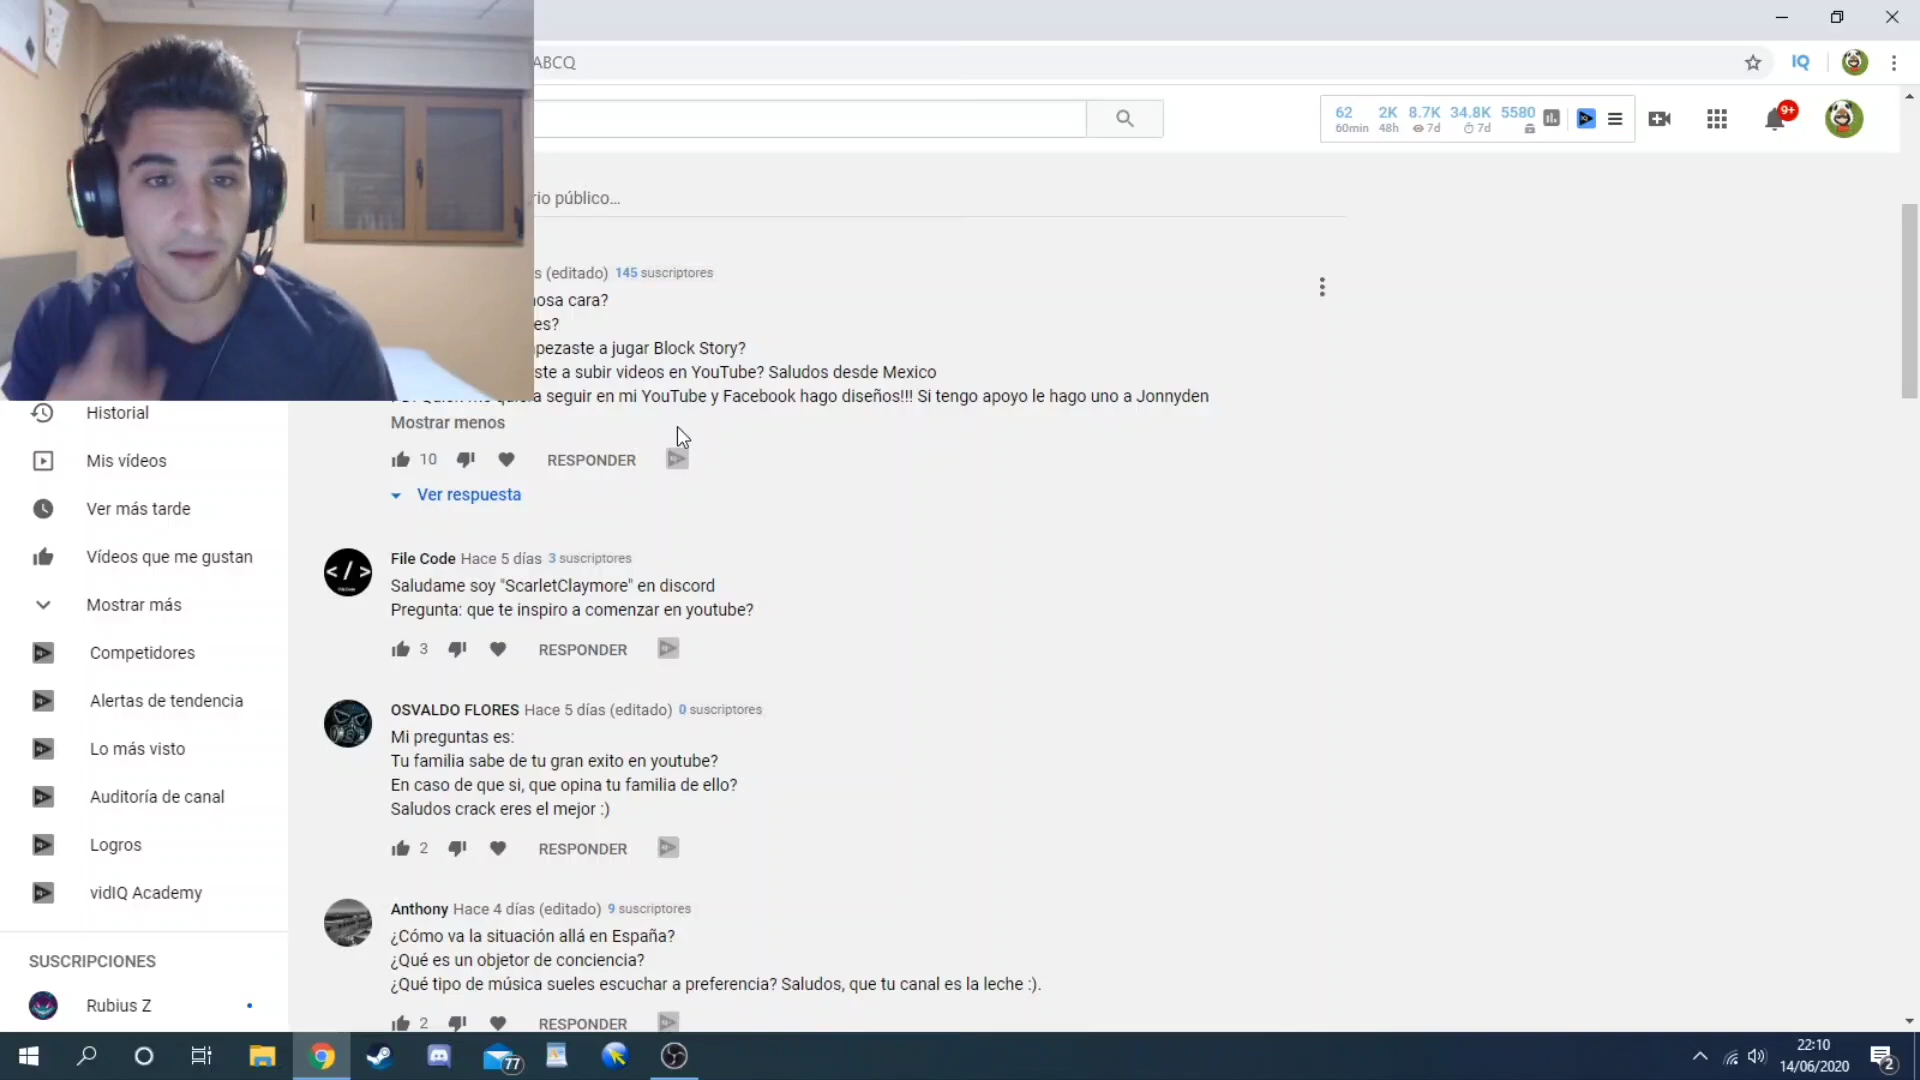 ABCQ
IQ
62 2K 8.7K 34.8K 5580
60min 48h 7d 7d
9+
rio público...
s (editado) 145 suscriptores
nosa cara?
es?
pezaste a jugar Block Story?
ste a subir videos en YouTube? Saludos desde Mexico
a seguir en mi YouTube y Facebook hago diseños!!! Si tengo apoyo le hago uno a Jonnyden
Mostrar menos
10 RESPONDER
Ver respuesta
File Code Hace 5 días 3 suscriptores
Saludame soy "ScarletClaymore" en discord
Pregunta: que te inspiro a comenzar en youtube?
3 RESPONDER
OSVALDO FLORES Hace 5 días (editado) 0 suscriptores
Mi preguntas es:
Tu familia sabe de tu gran exito en youtube?
En caso de que si, que opina tu familia de ello?
Saludos crack eres el mejor :)
2 RESPONDER
Anthony Hace 4 días (editado) 9 suscriptores
¿Cómo va la situación allá en España?
¿Qué es un objetor de conciencia?
¿Qué tipo de música sueles escuchar a preferencia? Saludos, que tu canal es la leche :).
2 RESPONDER
Historial
Mis vídeos
Ver más tarde
Vídeos que me gustan
Mostrar más
Competidores
Alertas de tendencia
Lo más visto
Auditoría de canal
Logros
vidIQ Academy
SUSCRIPCIONES
Rubius Z
77
22:10
14/06/2020
2